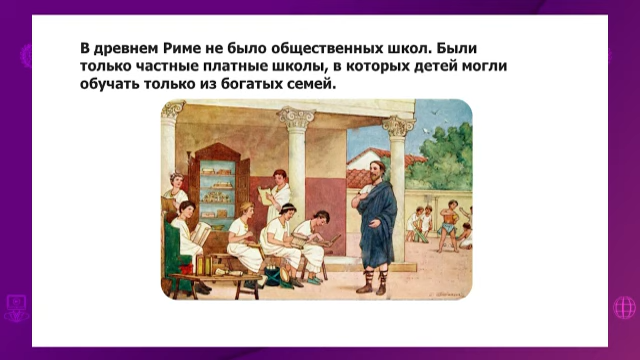 В древнем Риме не было общественных школ. Были
только частные платные школы, в которых детей могли
обучать только из богатых семей.